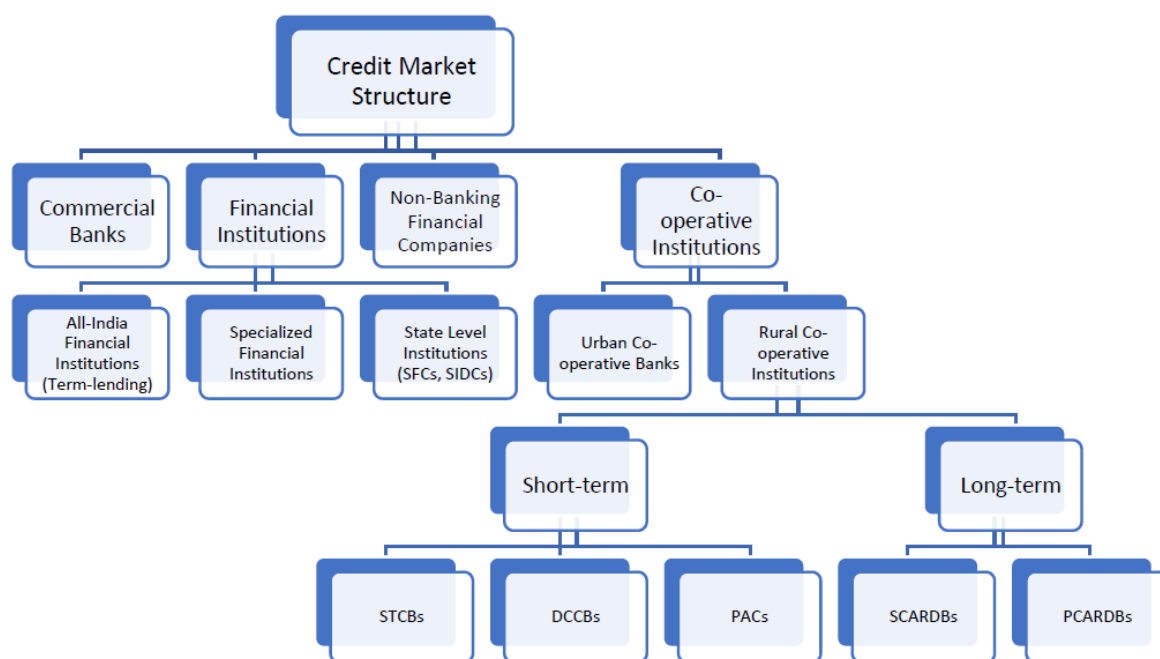 Credit Market
Structure
Commercial
Banks
Financial
Institutions
Non-Banking
Financial
Companies
Co-
operative
Institutions
All-India
Financial
Institutions
(Term-lending)
Specialized
Financial
Institutions
State Level
Institutions
(SFCs, SIDCs)
Urban Co-
operative Banks
Rural Co-
operative
Institutions
Short-term
Long-term
STCBs
DCCBs
PACs
SCARDBs
PCARDBs